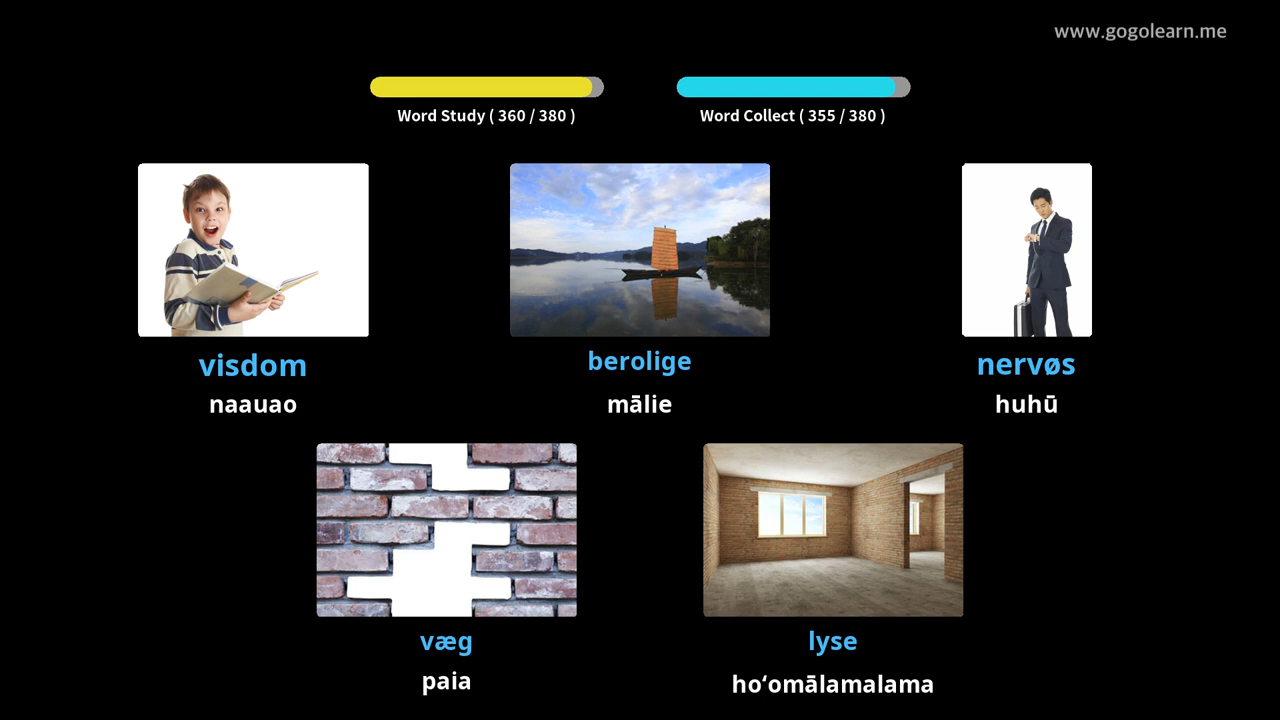 www.gogolearn.me
Word Study ( 360 / 380 )
Word Collect ( 355 / 380 )
visdom
naauao
berolige
mālie
nervøs
huhū
væg
paia
lyse
hoʻomālamalama